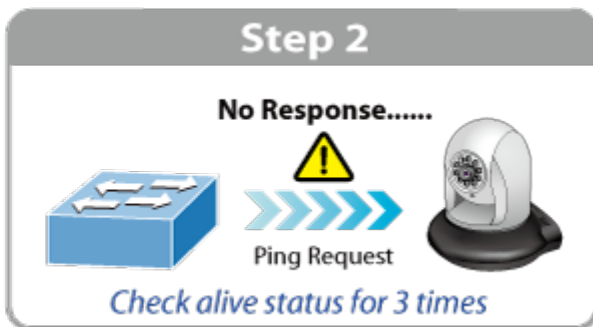 Step 2
No Response......
Ping Request
Check alive status for 3 times